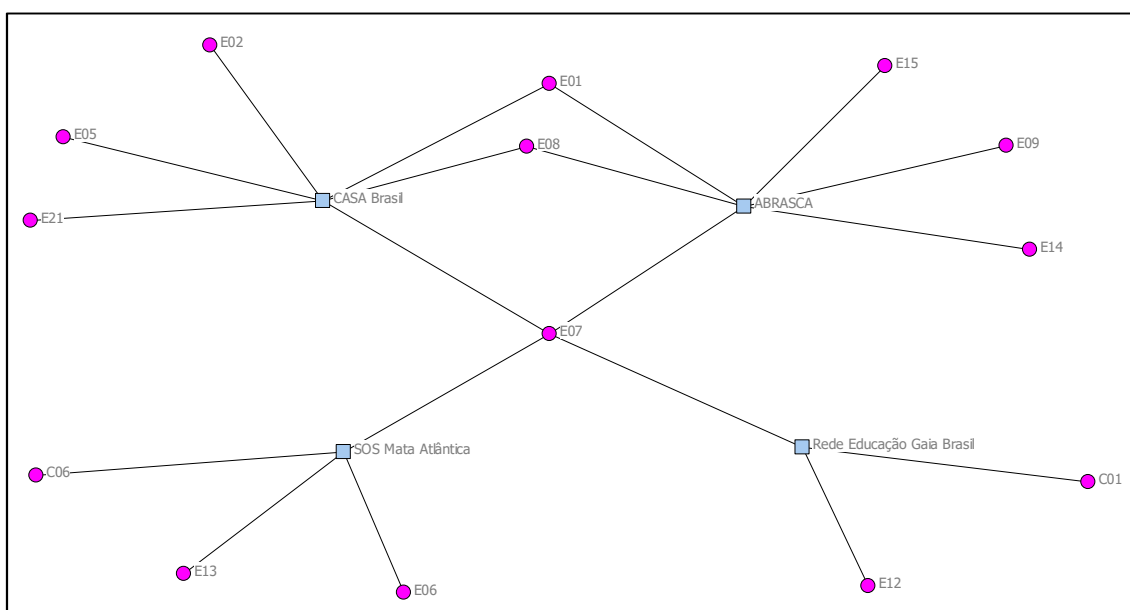 E02
E01
E15
E05
E08
E09
CASA Brasil
ABRASCA
E21
E14
E07
Rede Educação Gaia Brasil
SOS Mata Atlântica
C06
C01
E13
E12
E06